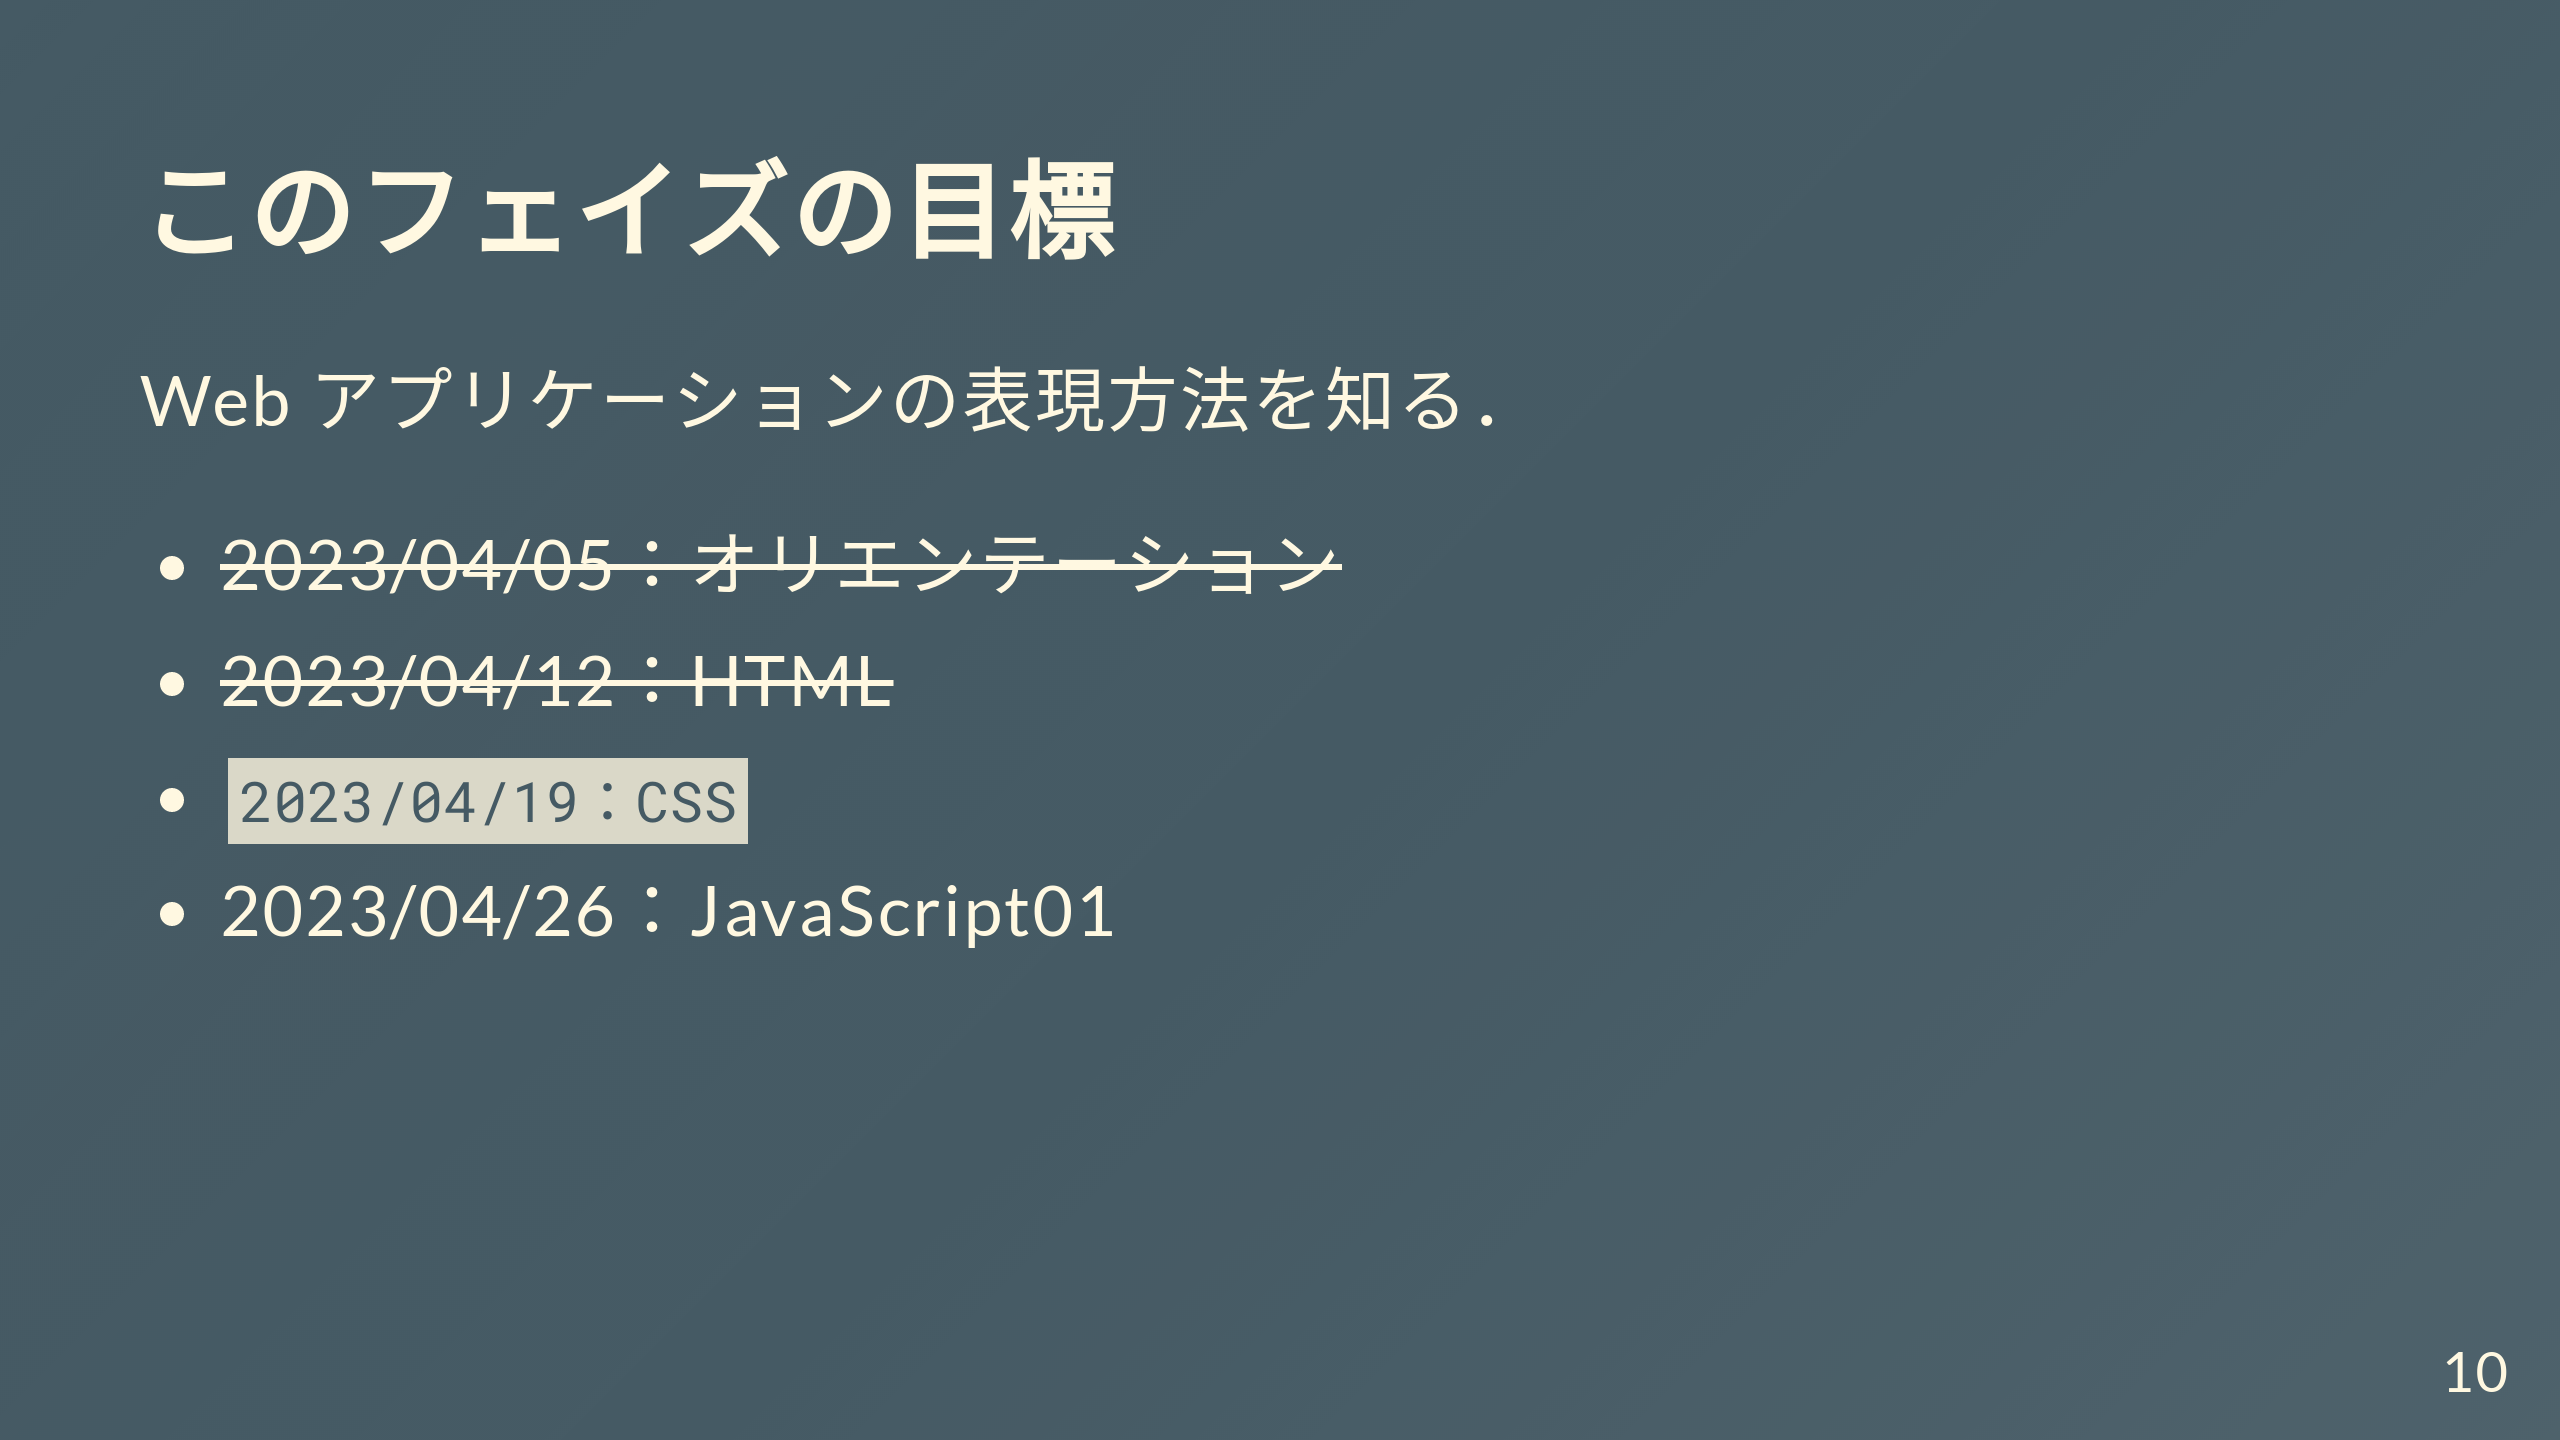 このフェイズの目標
Web アプリケーションの表現方法を知る．
2023/04/05：オリエンテーション
2023/04/12：HTML
2023/04/19：CSS
2023/04/26：JavaScript01
10